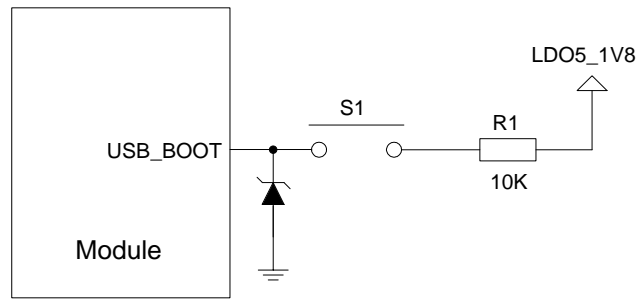 LDO5_1V8
S1
R1
USB_BOOT
10K
Module